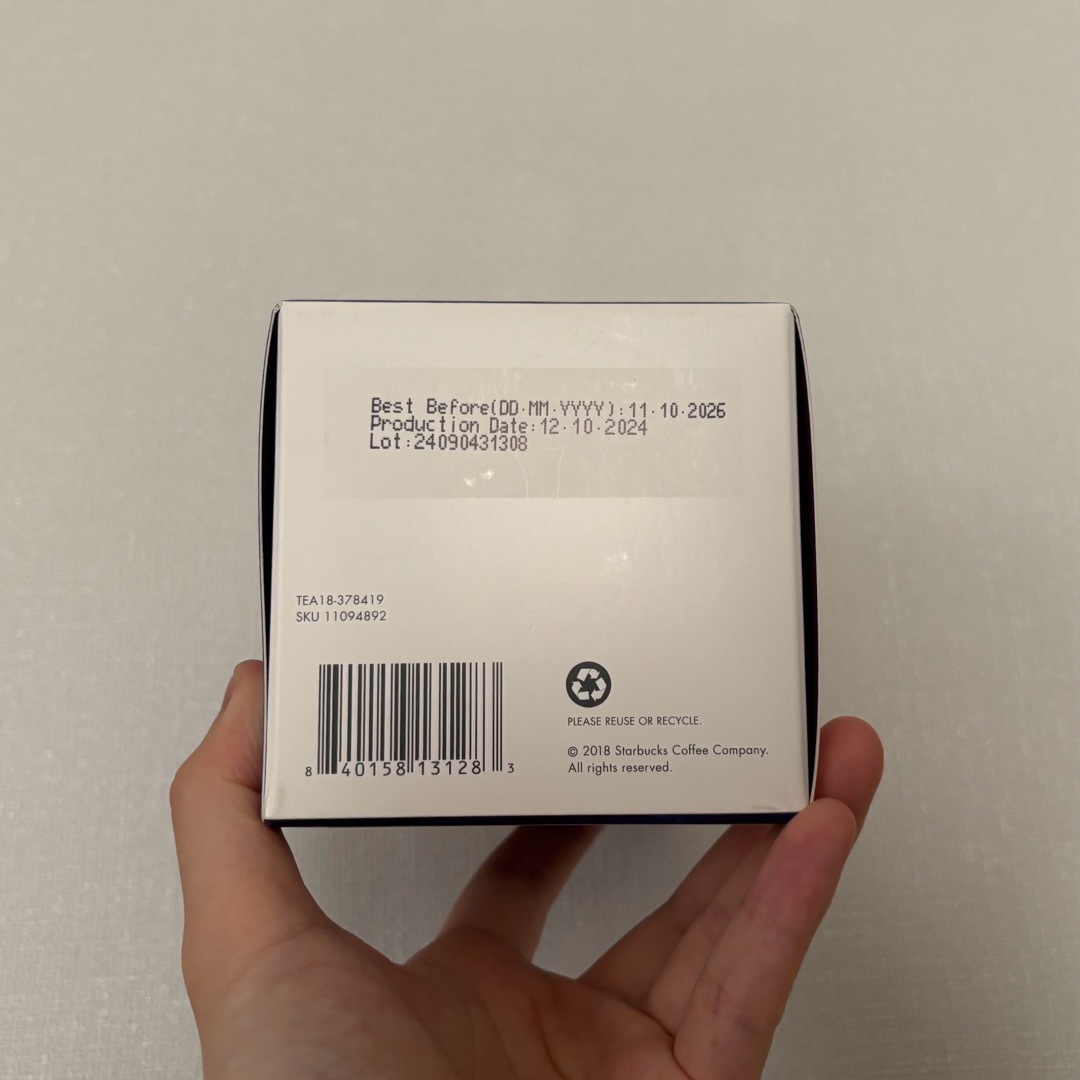 Best Before(DD·MM·YYYY):11·10·2026
Production Date:12·10·2024
Lot:24090431308
TEA18-378419
SKU 11094892
8 40158 13128 3
PLEASE REUSE OR RECYCLE.
© 2018 Starbucks Coffee Company.
All rights reserved.